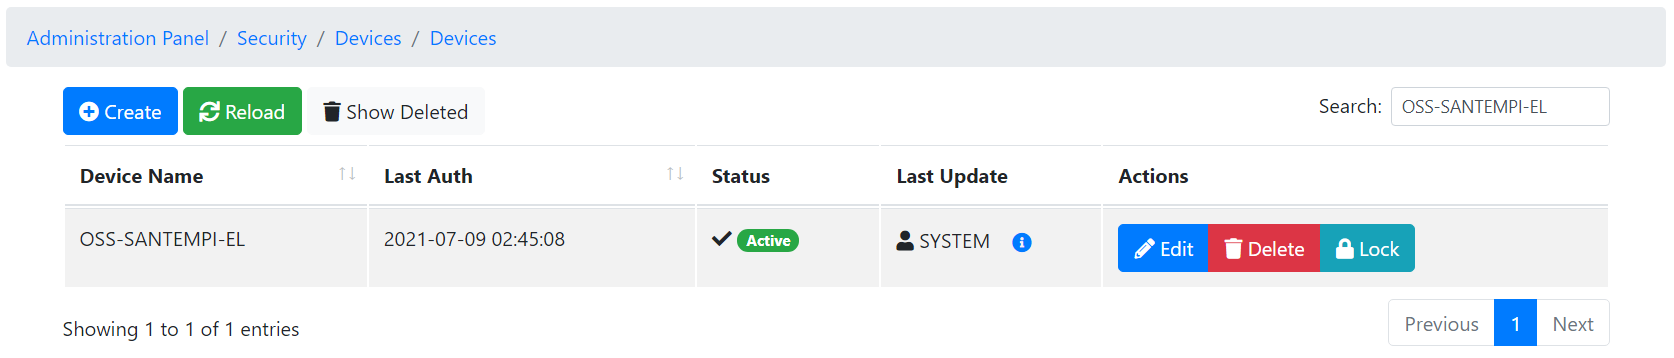 Administration Panel / Security / Devices / Devices
Create Reload Show Deleted Search: OSS-SANTEMPI-EL
Device Name Last Auth Status Last Update Actions
OSS-SANTEMPI-EL 2021-07-09 02:45:08 Active SYSTEM Edit Delete Lock
Showing 1 to 1 of 1 entries Previous 1 Next